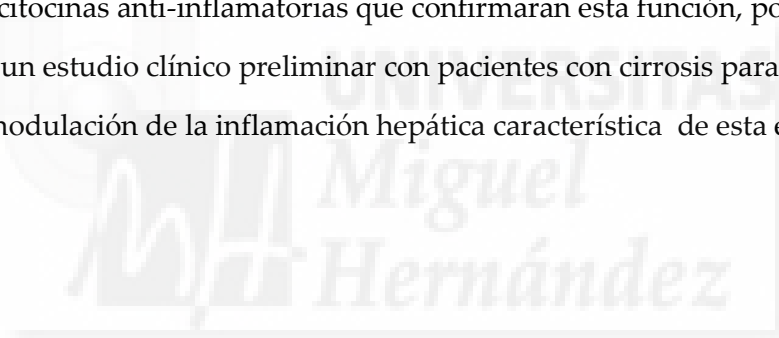 citocinas anti-inflamatorias que confirmaran esta función, po
un estudio clínico preliminar con pacientes con cirrosis para
modulación de la inflamación hepática característica de esta e
UNIVERSITAS
Miguel
Hernández